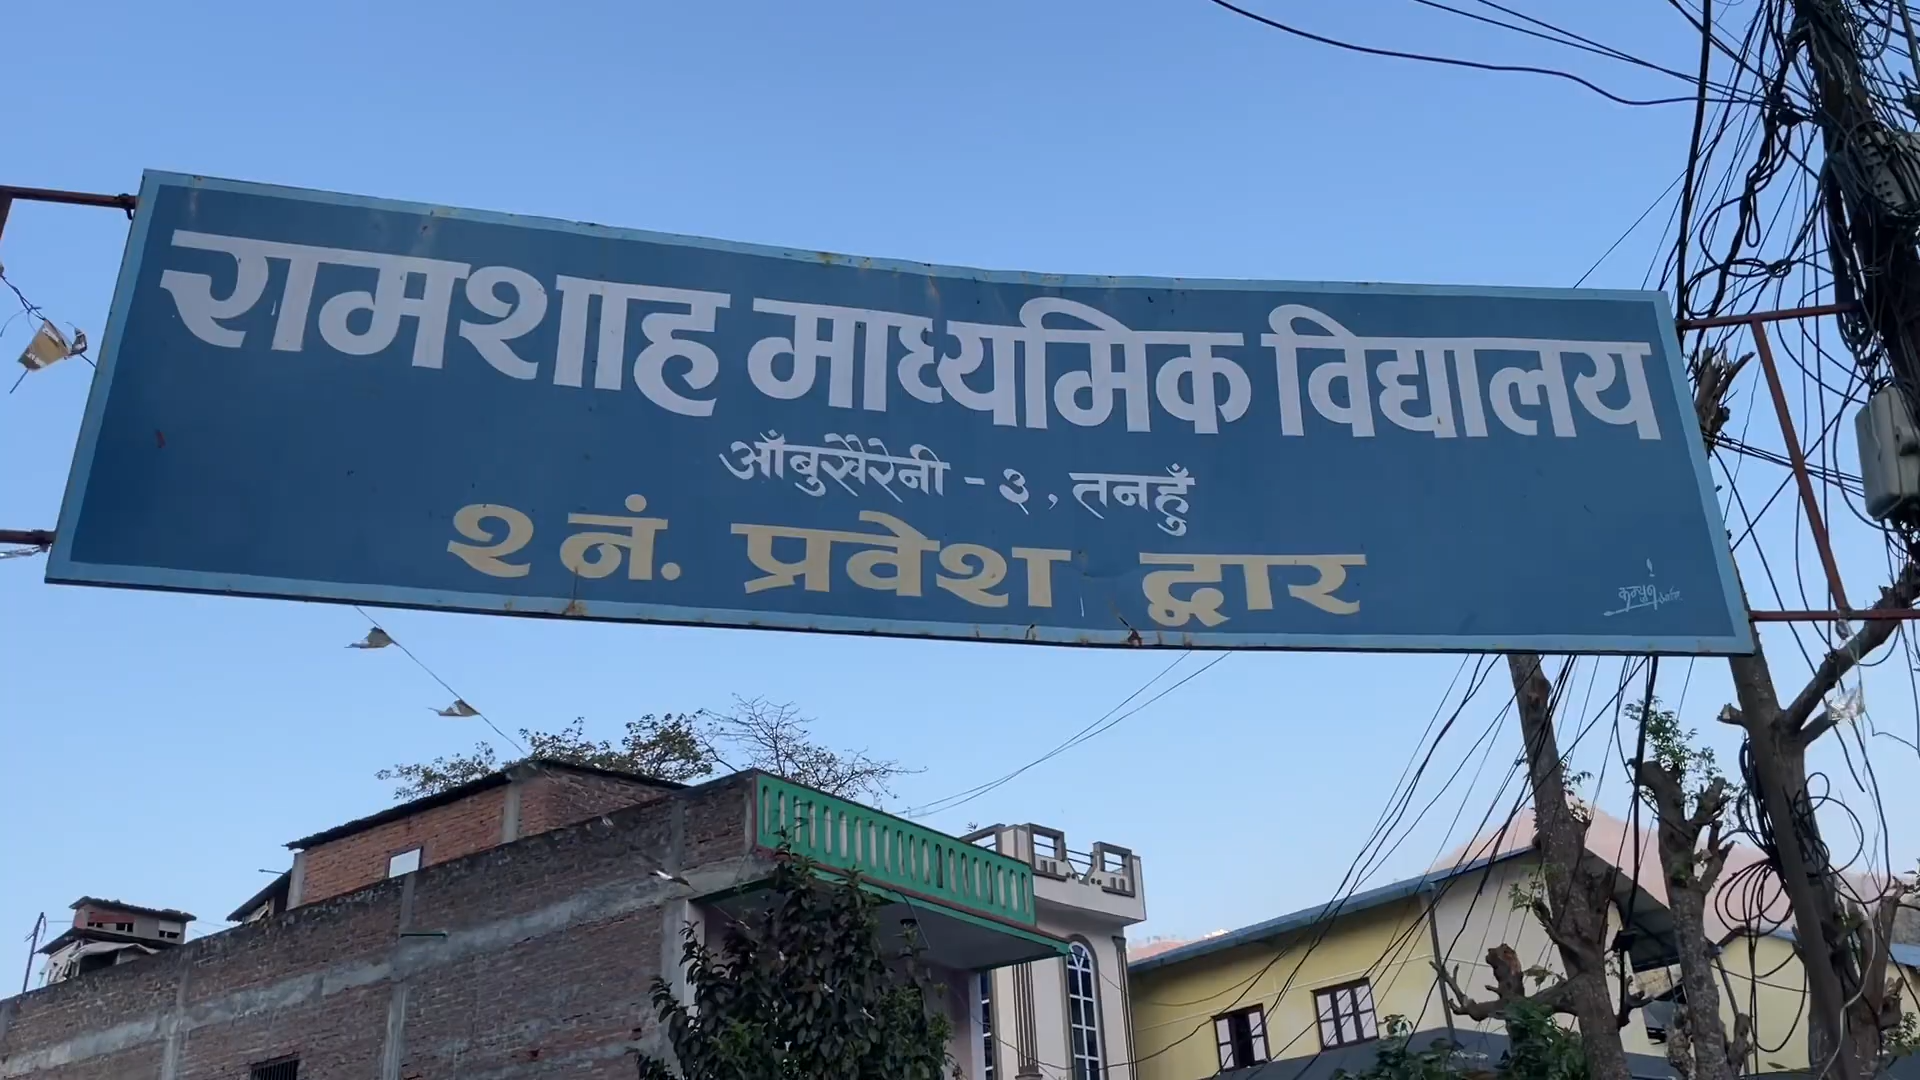 रामशाह माध्यमिक विद्यालय
आँबुखैरेनी - ३, तनहुँ
२ नं. प्रवेश द्वार